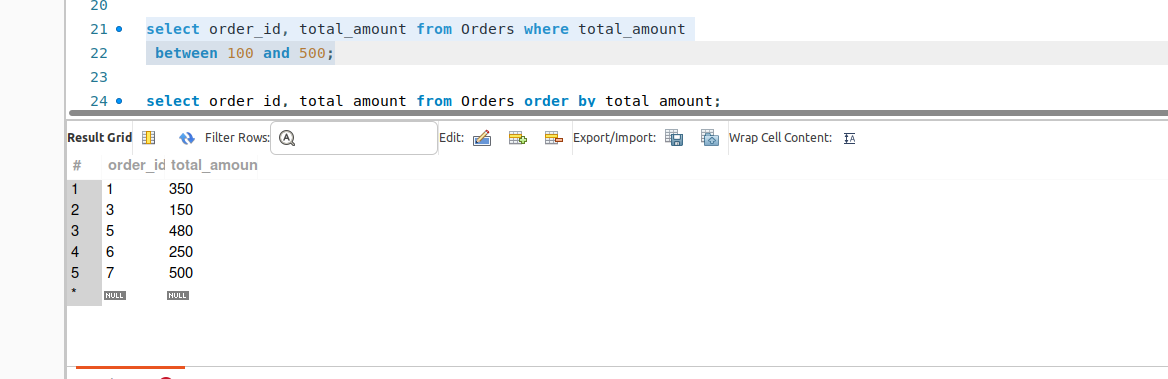 20
21 select order_id, total_amount from Orders where total_amount
22 between 100 and 500;
23
24 select order_id, total_amount from Orders order by total_amount;
Result Grid Filter Rows: Edit: Export/Import: Wrap Cell Content: IA
# order_id total_amoun
1 1 350
2 3 150
3 5 480
4 6 250
5 7 500
* NULL NULL